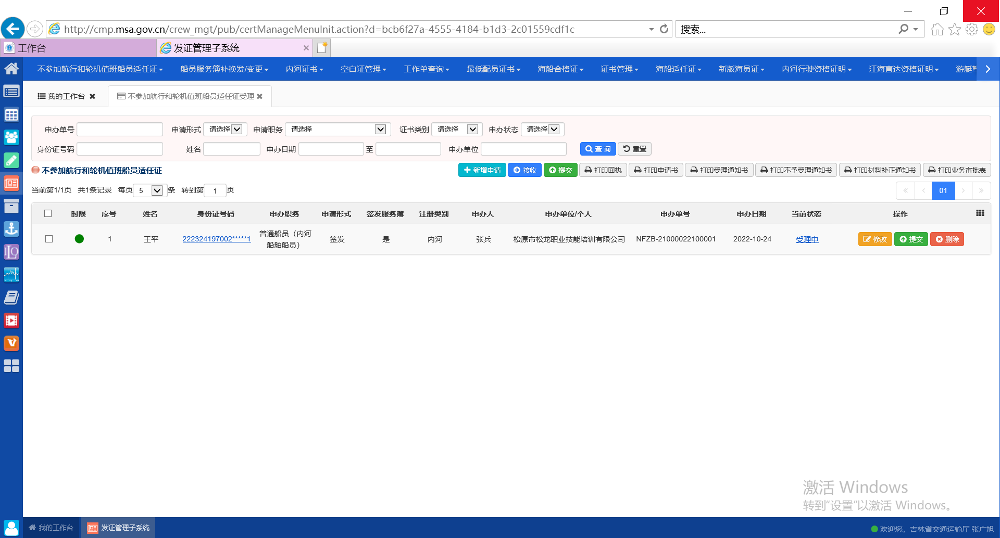 http://cmp.msa.gov.cn/crew_mgt/pub/certManageMenuInit.action?d=bcb6f27a-4555-4184-b1d3-2c01559cdf1c 搜索...
工作台 发证管理子系统
不参加航行和轮机值班船员适任证 船员服务簿补换发/变更 内河证书 空白证管理 工作单查询 最低配员证书 海船合格证 证书管理 海船适任证 新版海员证 内河行驶资格证明 江海直达资格证明 游艇
我的工作台 不参加航行和轮机值班船员适任证受理
申办单号 申请形式 请选择 申请职务 请选择 证书类别 请选择 申办状态 请选择
身份证号码 姓名 申办日期 至 申办单位 查 询 重置
不参加航行和轮机值班船员适任证 新增申请 接收 提交 打印回执 打印申请书 打印受理通知书 打印不予受理通知书 打印材料补正通知书 打印业务审批表
当前第1/1页 共1条记录 每页 5 条 转到第 1 页 « ‹ 01 › »
时限 序号 姓名 身份证号码 申办职务 申请形式 签发服务簿 注册类别 申办人 申办单位/个人 申办单号 申办日期 当前状态 操作
1 王平 222324197002*****1 普通船员（内河船舶船员） 签发 是 内河 张兵 松原市松龙职业技能培训有限公司 NFZB-21000022100001 2022-10-24 受理中 修改 提交 删除
激活 Windows
转到“设置”以激活 Windows。
我的工作台 发证管理子系统 欢迎您，吉林省交通运输厅 张广旭